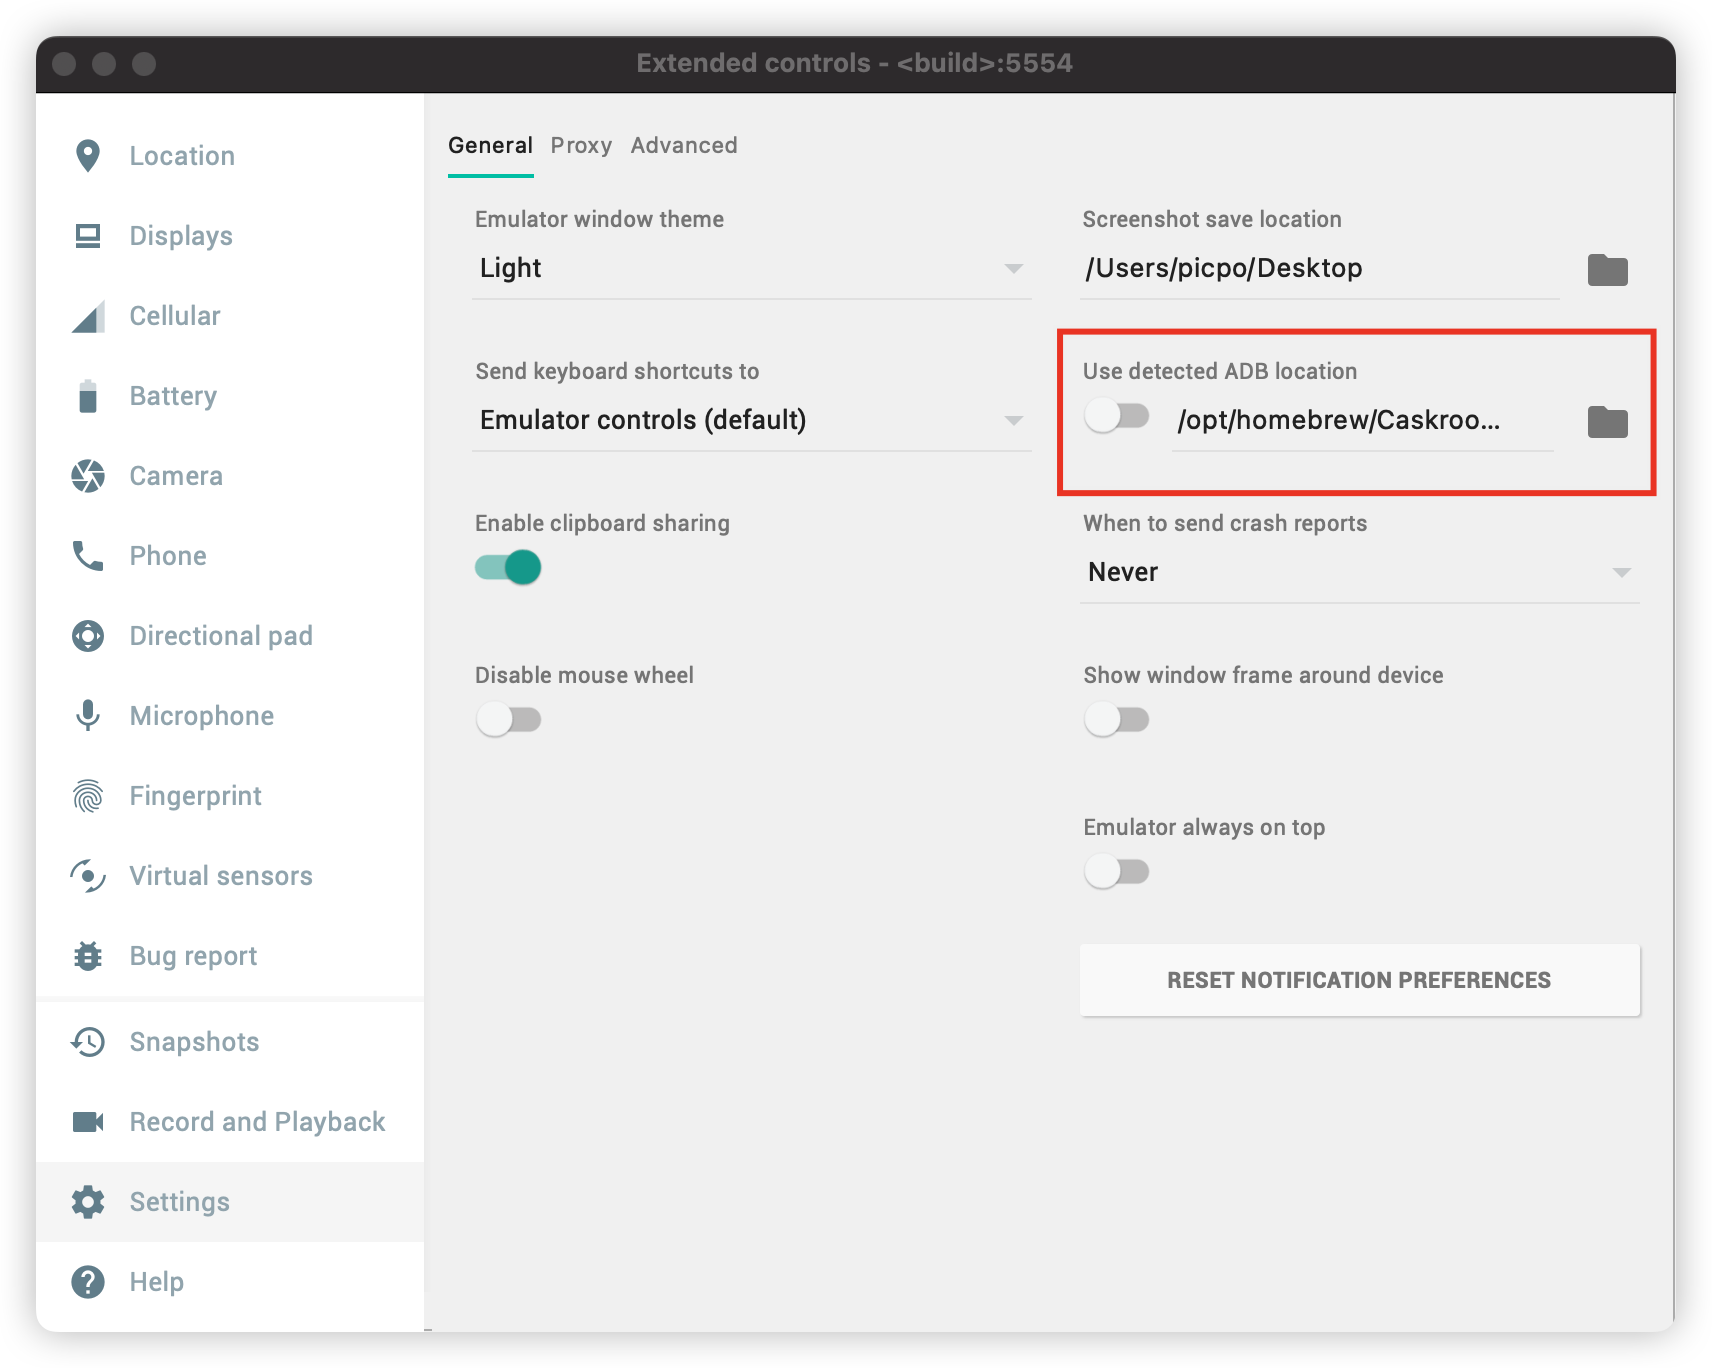 Extended controls - <build>:5554
Location
Displays
Cellular
Battery
Camera
Phone
Directional pad
Microphone
Fingerprint
Virtual sensors
Bug report
Snapshots
Record and Playback
Settings
Help
General Proxy Advanced
Emulator window theme
Light
Send keyboard shortcuts to
Emulator controls (default)
Enable clipboard sharing
Disable mouse wheel
Screenshot save location
/Users/picpo/Desktop
Use detected ADB location
/opt/homebrew/Caskroo...
When to send crash reports
Never
Show window frame around device
Emulator always on top
RESET NOTIFICATION PREFERENCES